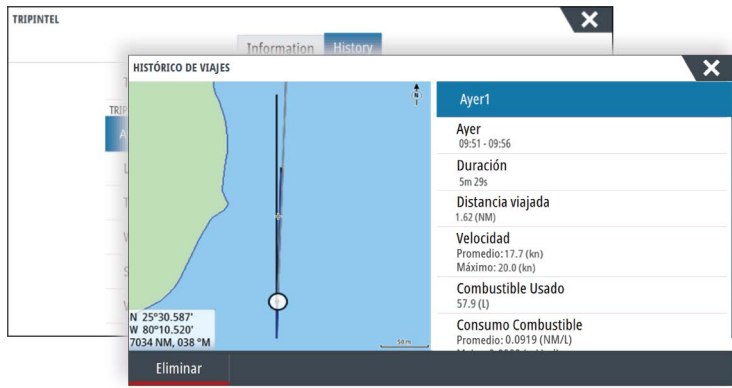 TRIPINTEL
Information
History
HISTÓRICO DE VIAJES
N
Ayer1
Ayer
09:51 - 09:56
Duración
5m 29s
Distancia viajada
1.62 (NM)
Velocidad
Promedio: 17.7 (kn)
Máximo: 20.0 (kn)
Combustible Usado
57.9 (L)
Consumo Combustible
Promedio: 0.0919 (NM/L)
N 25°30.587'
W 80°10.520'
7034 NM, 038 °M
50 m
Eliminar